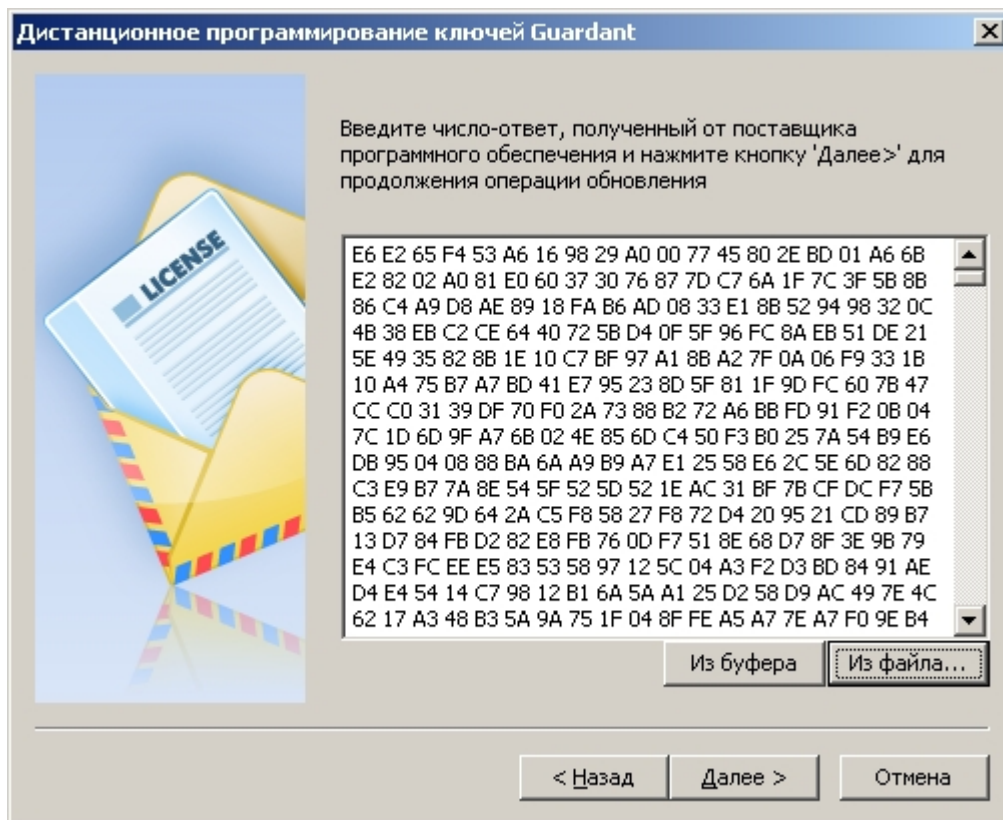 Дистанционное программирование ключей Guardant
Введите число-ответ, полученный от поставщика
программного обеспечения и нажмите кнопку 'Далее>' для
продолжения операции обновления
LICENSE
E6 E2 65 F4 53 A6 16 98 29 A0 00 77 45 80 2E BD 01 A6 6B
E2 82 02 A0 81 E0 60 37 30 76 87 7D C7 6A 1F 7C 3F 5B 8B
86 C4 A9 D8 AE 89 18 FA B6 AD 08 33 E1 8B 52 94 98 32 0C
4B 38 EB C2 CE 64 40 72 5B D4 0F 5F 96 FC 8A EB 51 DE 21
5E 49 35 82 8B 1E 10 C7 BF 97 A1 8B A2 7F 0A 06 F9 33 1B
10 A4 75 B7 A7 BD 41 E7 95 23 8D 5F 81 1F 9D FC 60 7B 47
CC C0 31 39 DF 70 F0 2A 73 88 B2 72 A6 BB FD 91 F2 0B 04
7C 1D 6D 9F A7 6B 02 4E 85 6D C4 50 F3 B0 25 7A 54 B9 E6
DB 95 04 08 88 BA 6A A9 B9 A7 E1 25 58 E6 2C 5E 6D 82 88
C3 E9 B7 7A 8E 54 5F 52 5D 52 1E AC 31 BF 7B CF DC F7 5B
B5 62 62 9D 64 2A C5 F8 58 27 F8 72 D4 20 95 21 CD 89 B7
13 D7 84 FB D2 82 E8 FB 76 0D F7 51 8E 68 D7 8F 3E 9B 79
E4 C3 FC EE E5 83 53 58 97 12 5C 04 A3 F2 D3 BD 84 91 AE
D4 E4 54 14 C7 98 12 B1 6A 5A A1 25 D2 58 D9 AC 49 7E 4C
62 17 A3 48 B3 5A 9A 75 1F 04 8F FE A5 A7 7E A7 F0 9E B4
Из буфера
Из файла...
< Назад
Далее >
Отмена